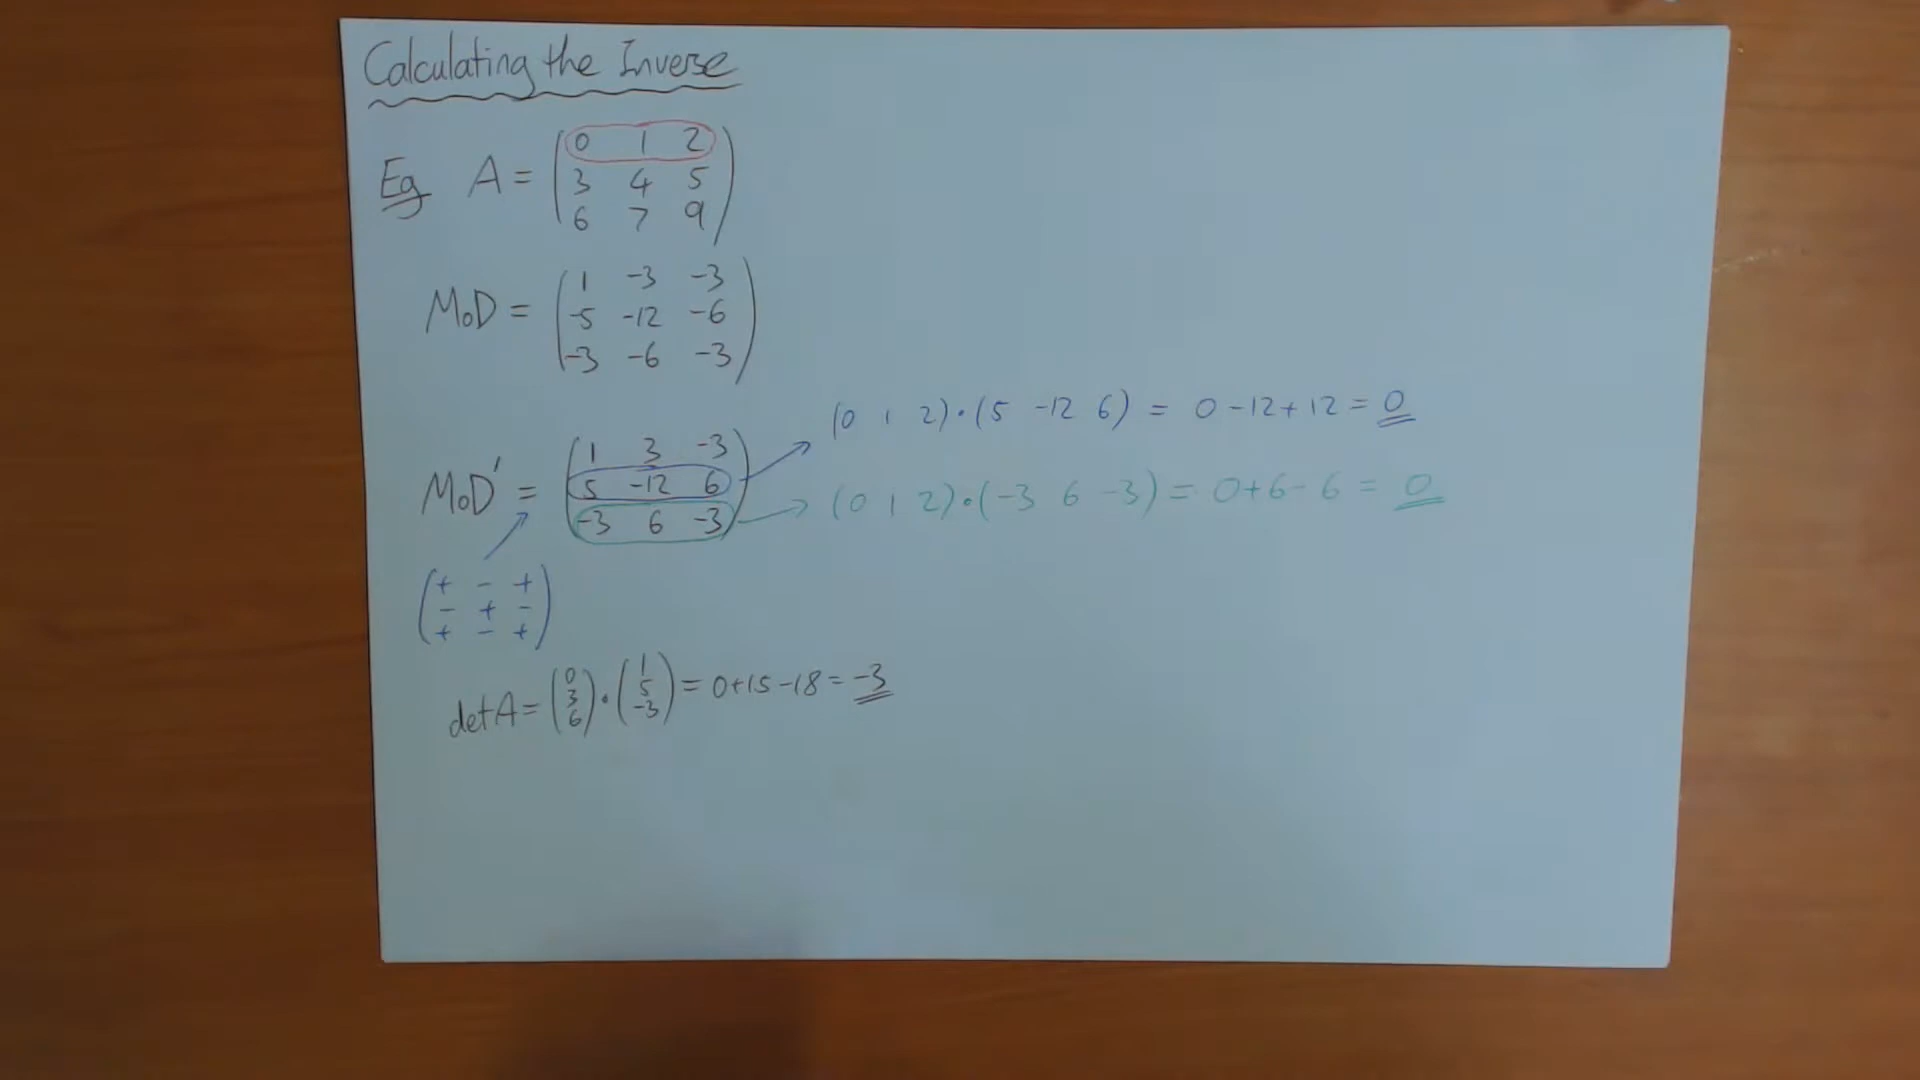 Calculating the Inverse
Eg A = (0 1 2
3 4 5
6 7 9)
MoD = (1 -3 -3
-5 -12 -6
-3 -6 -3)
(0 1 2)·(5 -12 6) = 0-12+12 = 0
MoD' = (1 3 -3
5 -12 6
-3 6 -3)
(0 1 2)·(-3 6 -3) = 0+6-6 = 0
(+ - +
- + -
+ - +)
detA = (0 3 6)·(1 5 -3) = 0+15-18 = -3